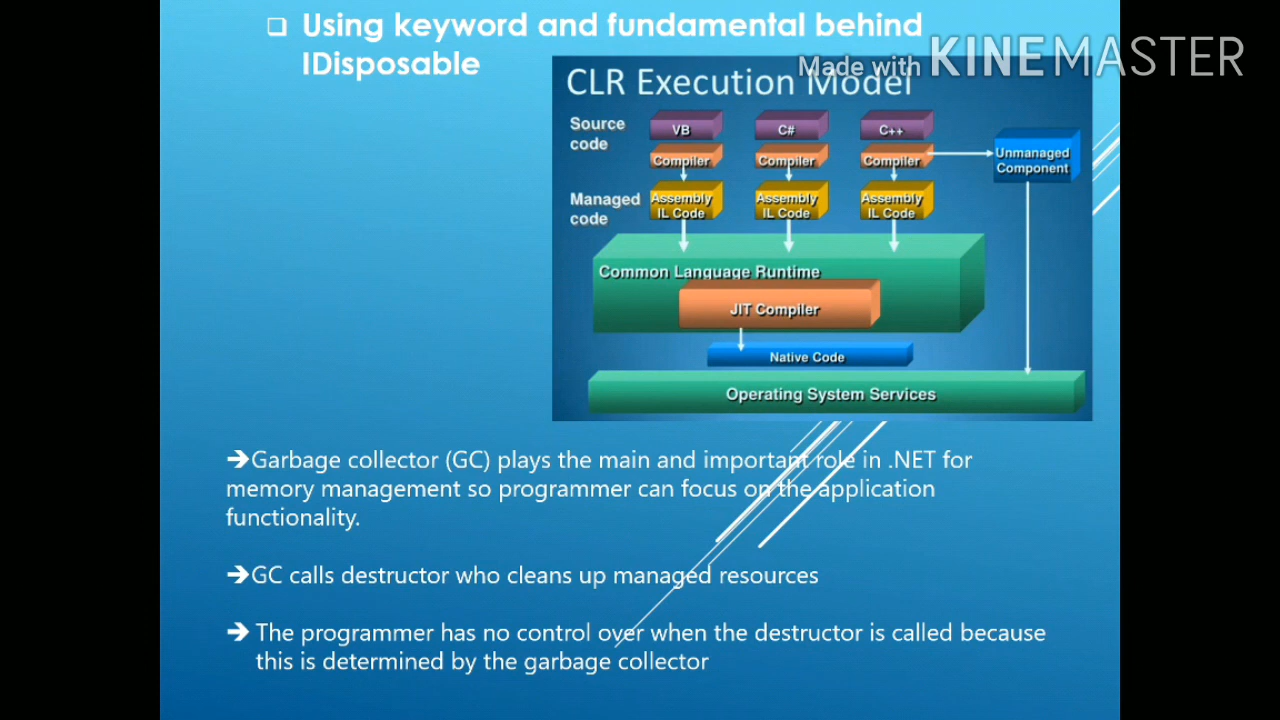 ❑ Using keyword and fundamental behind
IDisposable
Made with KINEMASTER
CLR Execution Model
Source
code
VB
C#
C++
Compiler
Compiler
Compiler
Unmanaged
Component
Managed
code
Assembly
IL Code
Assembly
IL Code
Assembly
IL Code
Common Language Runtime
JIT Compiler
Native Code
Operating System Services
➔Garbage collector (GC) plays the main and important role in .NET for
memory management so programmer can focus on the application
functionality.
➔GC calls destructor who cleans up managed resources
➔ The programmer has no control over when the destructor is called because
this is determined by the garbage collector